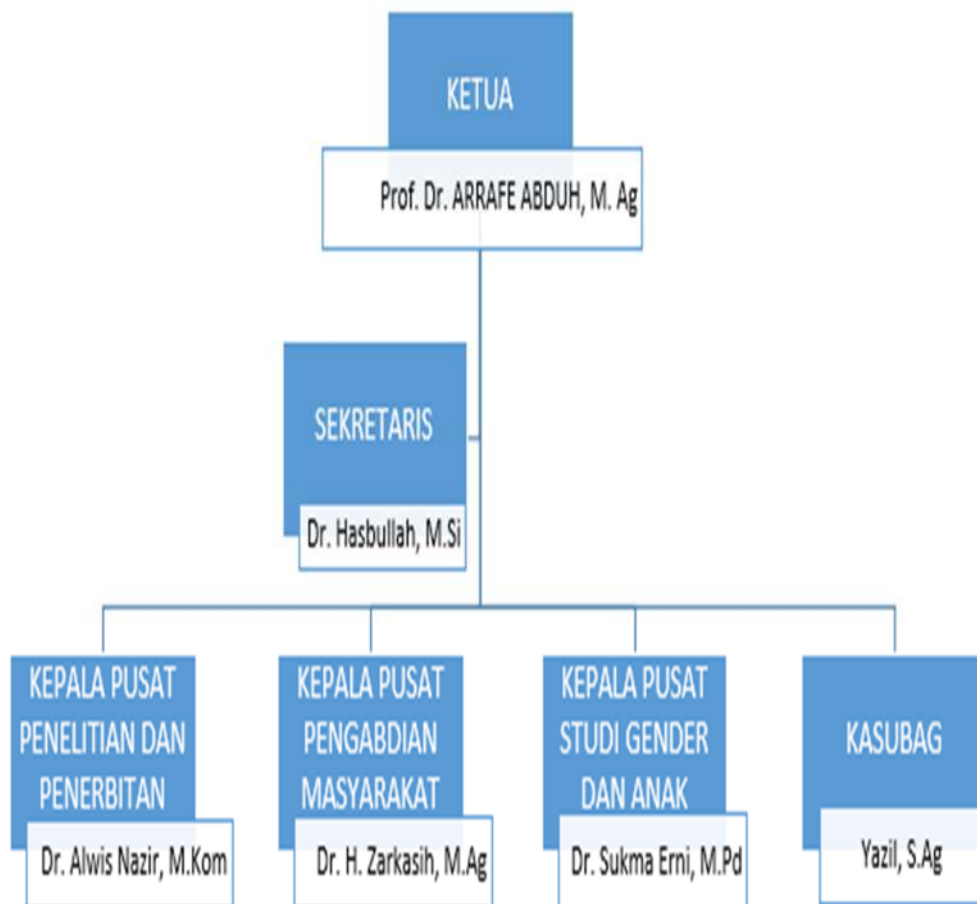 KETUA
Prof. Dr. ARRAFE ABDUH, M. Ag
SEKRETARIS
Dr. Hasbullah, M.Si
KEPALA PUSAT
PENELITIAN DAN
PENERBITAN
Dr. Alwis Nazir, M.Kom
KEPALA PUSAT
PENGABDIAN
MASYARAKAT
Dr. H. Zarkasih, M.Ag
KEPALA PUSAT
STUDI GENDER
DAN ANAK
Dr. Sukma Erni, M.Pd
KASUBAG
Yazil, S.Ag